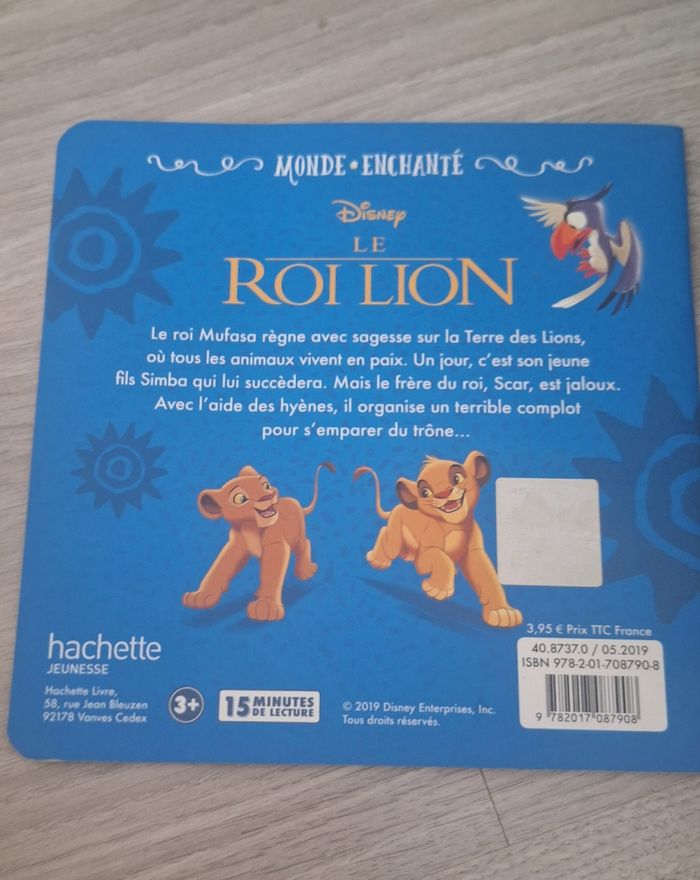 MONDE • ENCHANTÉ
Disney
LE
ROI LION
Le roi Mufasa règne avec sagesse sur la Terre des Lions,
où tous les animaux vivent en paix. Un jour, c'est son jeune
fils Simba qui lui succèdera. Mais le frère du roi, Scar, est jaloux.
Avec l'aide des hyènes, il organise un terrible complot
pour s'emparer du trône...
3,95 € Prix TTC France
40.8737.0 / 05.2019
ISBN 978-2-01-708790-8
9 782017 087908
hachette
JEUNESSE
Hachette Livre,
58, rue Jean Bleuzen
92178 Vanves Cedex
3+
15 MINUTES
DE LECTURE
© 2019 Disney Enterprises, Inc.
Tous droits réservés.